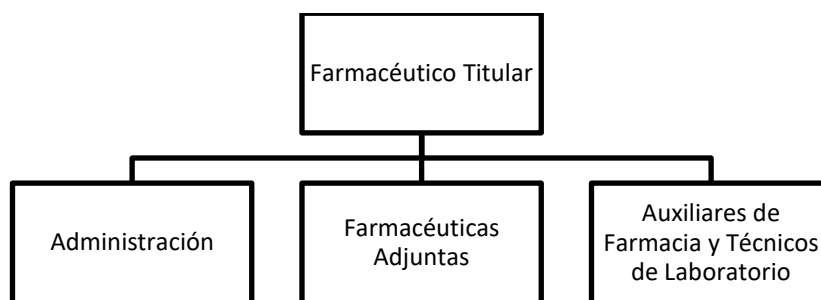 Farmacéutico Titular
Administración
Farmacéuticas
Adjuntas
Auxiliares de
Farmacia y Técnicos
de Laboratorio